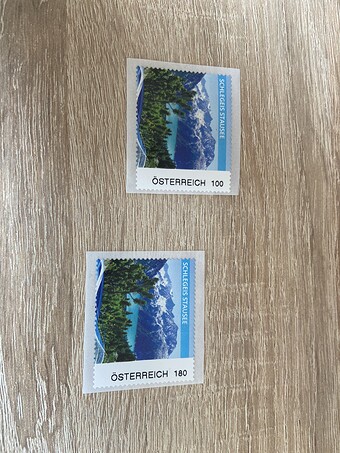 SCHLEGEIS STAUSEE
ÖSTERREICH 100
SCHLEGEIS STAUSEE
ÖSTERREICH 180